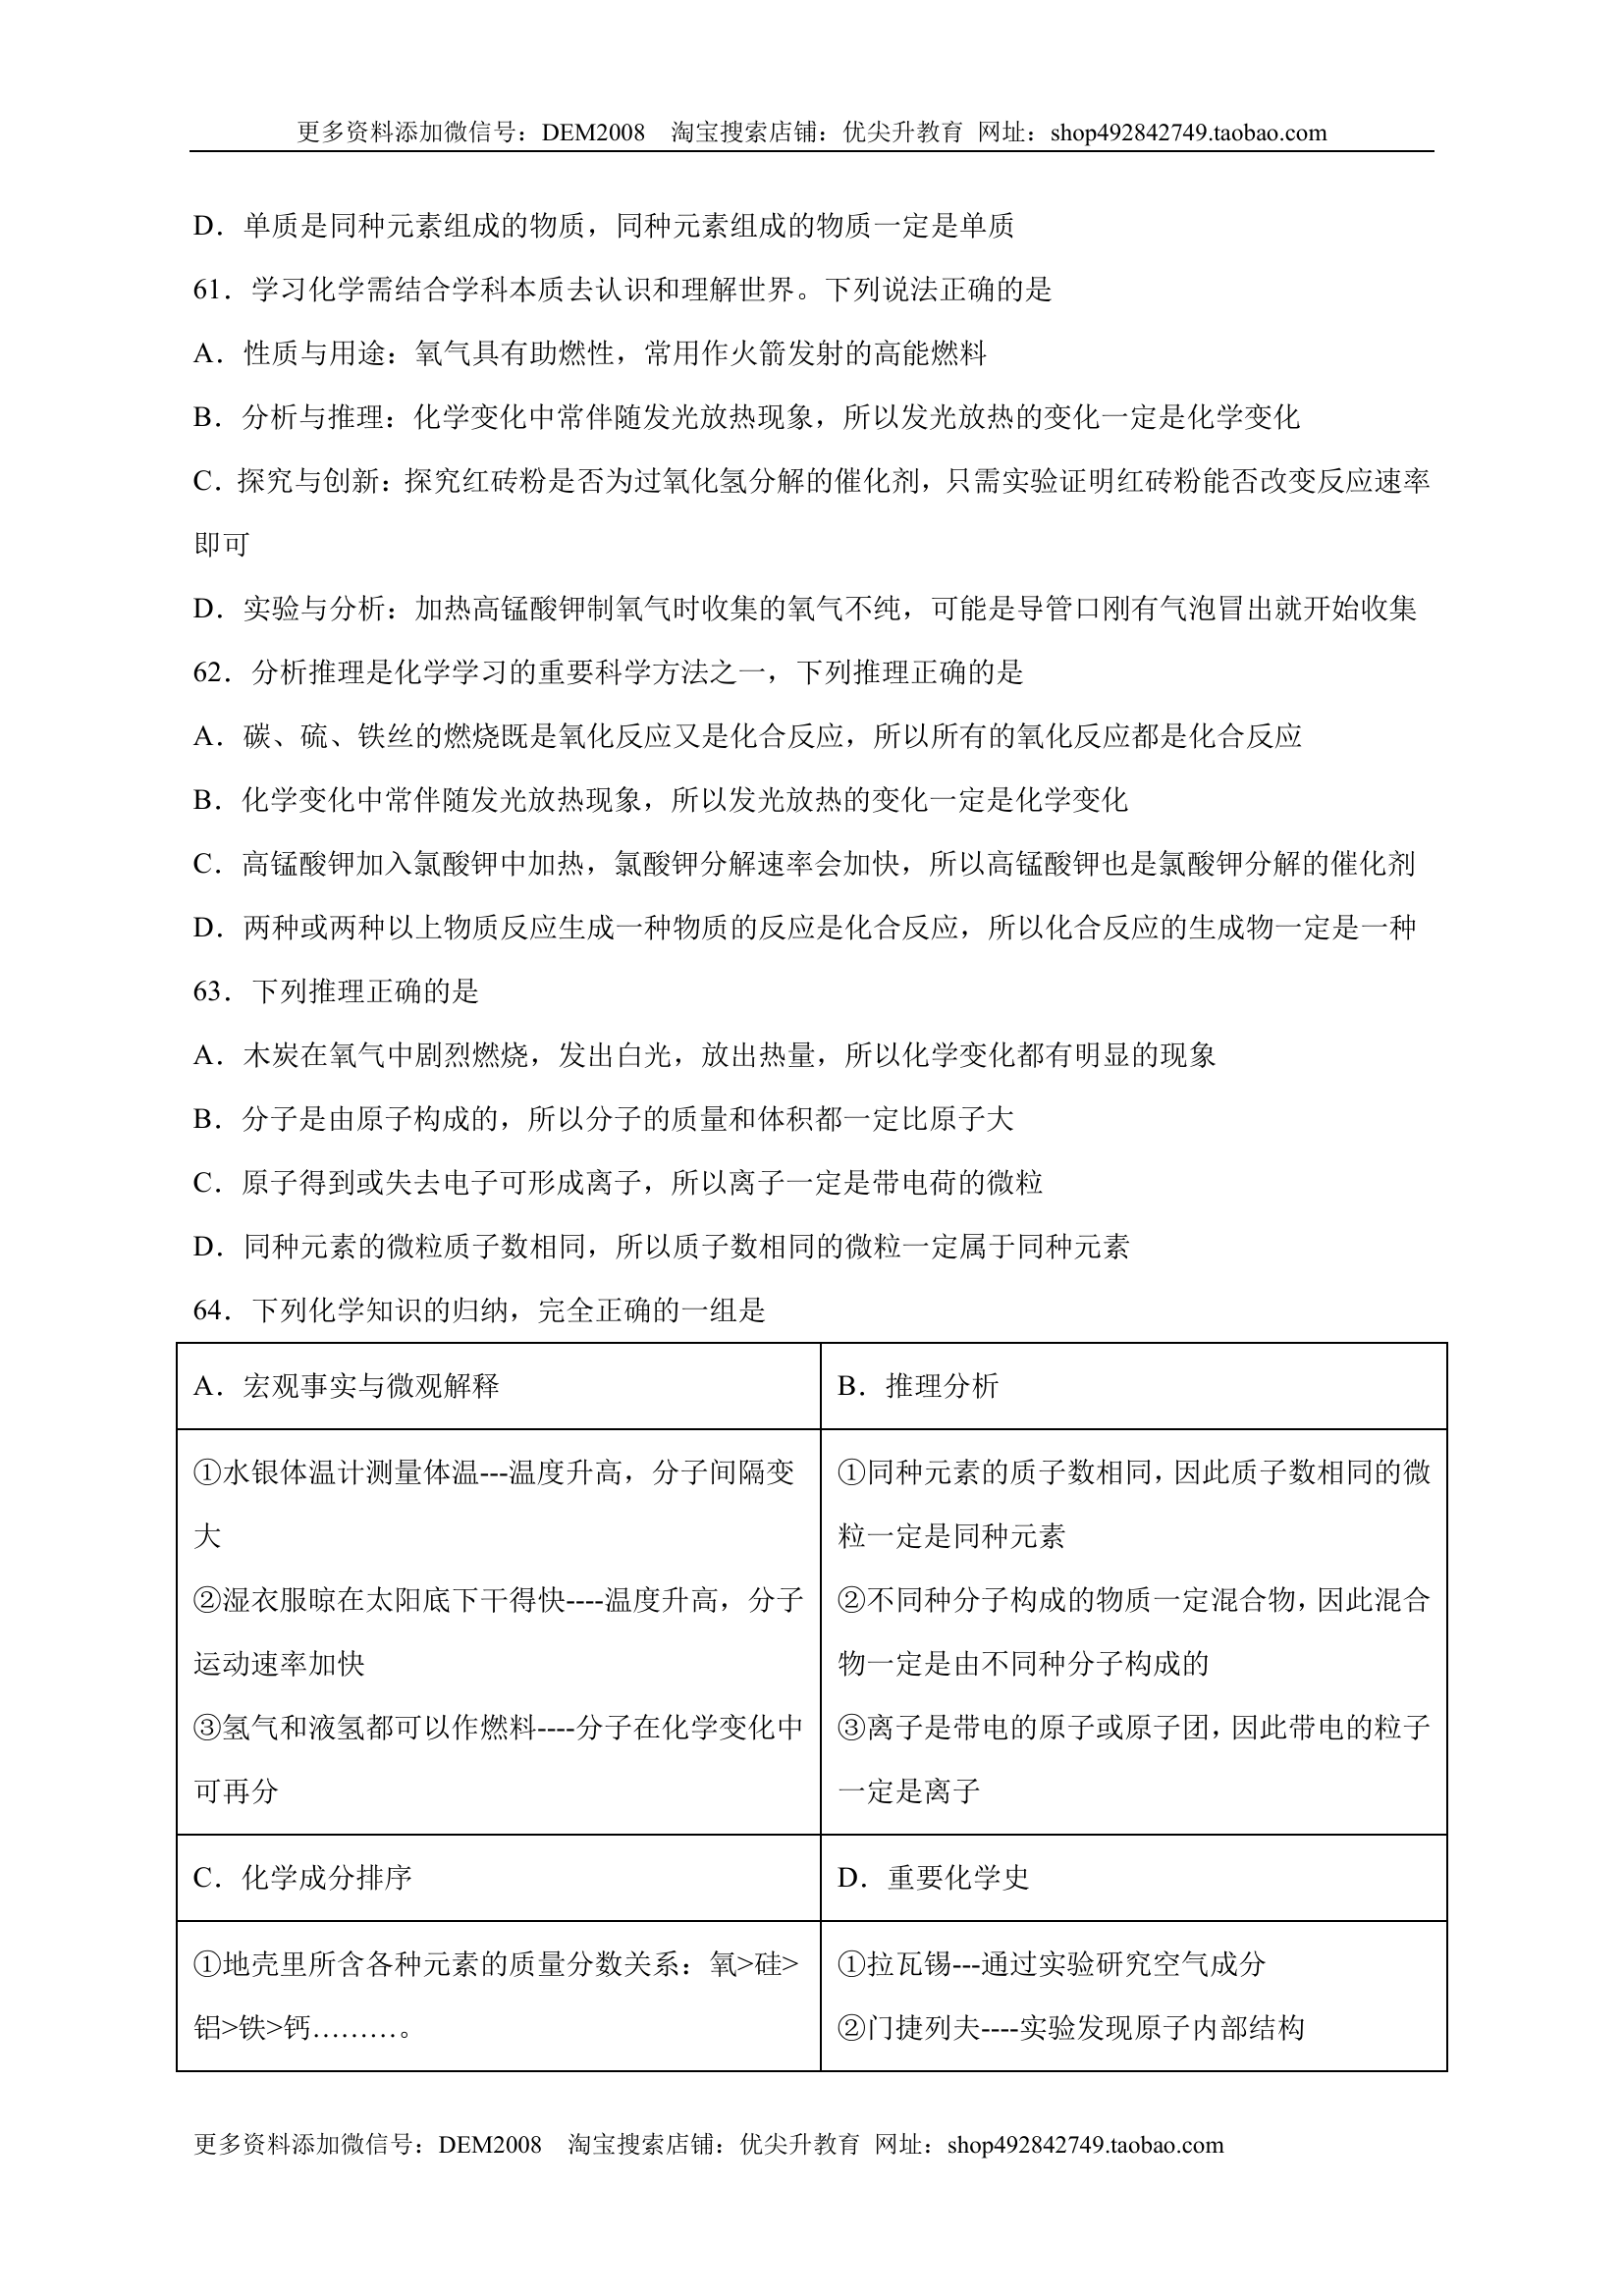 更多资料添加微信号：DEM2008 淘宝搜索店铺：优尖升教育 网址：shop492842749.taobao.com
D．单质是同种元素组成的物质，同种元素组成的物质一定是单质
61．学习化学需结合学科本质去认识和理解世界。下列说法正确的是
A．性质与用途：氧气具有助燃性，常用作火箭发射的高能燃料
B．分析与推理：化学变化中常伴随发光放热现象，所以发光放热的变化一定是化学变化
C．探究与创新：探究红砖粉是否为过氧化氢分解的催化剂，只需实验证明红砖粉能否改变反应速率
即可
D．实验与分析：加热高锰酸钾制氧气时收集的氧气不纯，可能是导管口刚有气泡冒出就开始收集
62．分析推理是化学学习的重要科学方法之一，下列推理正确的是
A．碳、硫、铁丝的燃烧既是氧化反应又是化合反应，所以所有的氧化反应都是化合反应
B．化学变化中常伴随发光放热现象，所以发光放热的变化一定是化学变化
C．高锰酸钾加入氯酸钾中加热，氯酸钾分解速率会加快，所以高锰酸钾也是氯酸钾分解的催化剂
D．两种或两种以上物质反应生成一种物质的反应是化合反应，所以化合反应的生成物一定是一种
63．下列推理正确的是
A．木炭在氧气中剧烈燃烧，发出白光，放出热量，所以化学变化都有明显的现象
B．分子是由原子构成的，所以分子的质量和体积都一定比原子大
C．原子得到或失去电子可形成离子，所以离子一定是带电荷的微粒
D．同种元素的微粒质子数相同，所以质子数相同的微粒一定属于同种元素
64．下列化学知识的归纳，完全正确的一组是
A．宏观事实与微观解释
B．推理分析
①水银体温计测量体温---温度升高，分子间隔变
大
②湿衣服晾在太阳底下干得快----温度升高，分子
运动速率加快
③氢气和液氢都可以作燃料----分子在化学变化中
可再分
①同种元素的质子数相同，因此质子数相同的微
粒一定是同种元素
②不同种分子构成的物质一定混合物，因此混合
物一定是由不同种分子构成的
③离子是带电的原子或原子团，因此带电的粒子
一定是离子
C．化学成分排序
D．重要化学史
①地壳里所含各种元素的质量分数关系：氧>硅>
铝>铁>钙………。
①拉瓦锡---通过实验研究空气成分
②门捷列夫----实验发现原子内部结构
更多资料添加微信号：DEM2008 淘宝搜索店铺：优尖升教育 网址：shop492842749.taobao.com